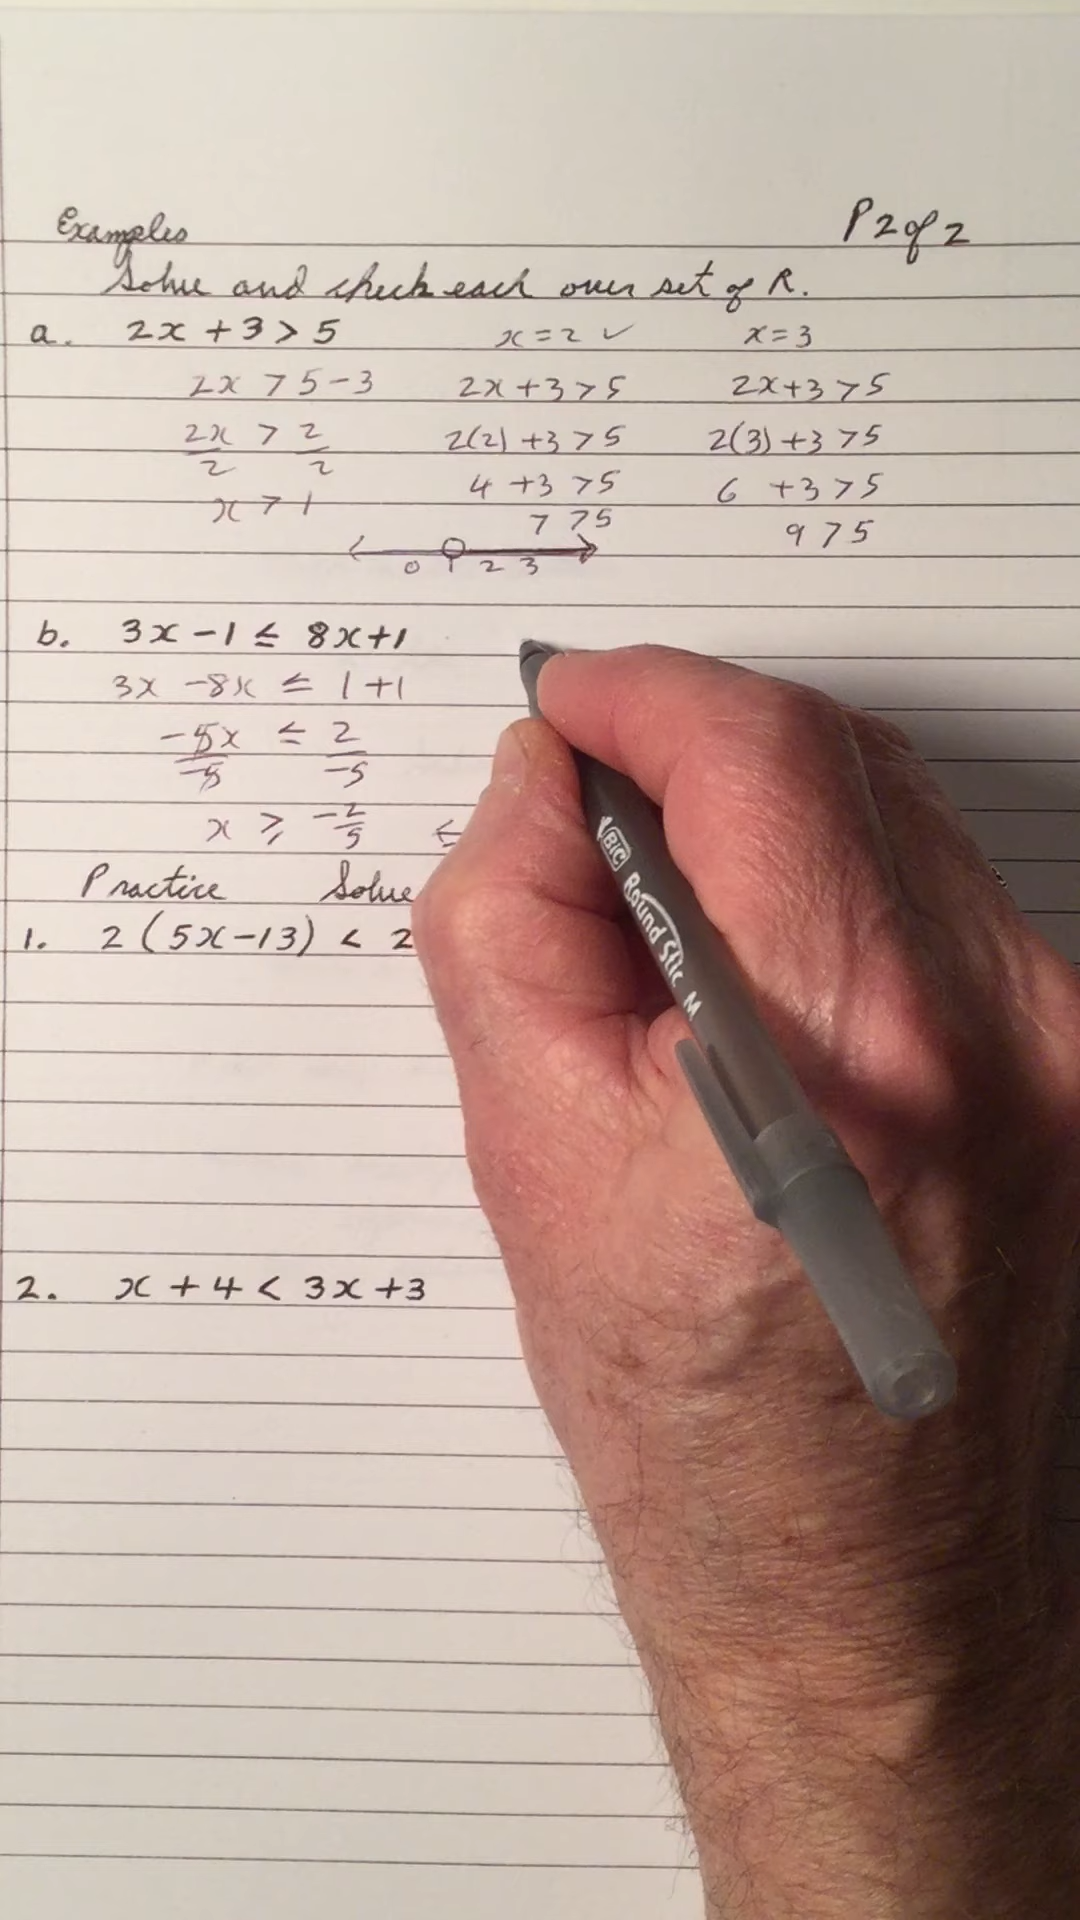 P2 of 2
Examples
Solve and check each over set of R.
a. 2x + 3 > 5
2x > 5 - 3
2x > 2
2 2
x > 1
x = 2 ✓
2x + 3 > 5
2(2) + 3 > 5
4 + 3 > 5
7 > 5
x = 3
2x + 3 > 5
2(3) + 3 > 5
6 + 3 > 5
9 > 5
0 1 2 3
b. 3x - 1 ≤ 8x + 1
3x - 8x ≤ 1 + 1
-5x ≤ 2
-5 -5
x ≥ -2/5
Practice Solve
1. 2(5x - 13) < 2
2. x + 4 < 3x + 3
BIC Round Stic M